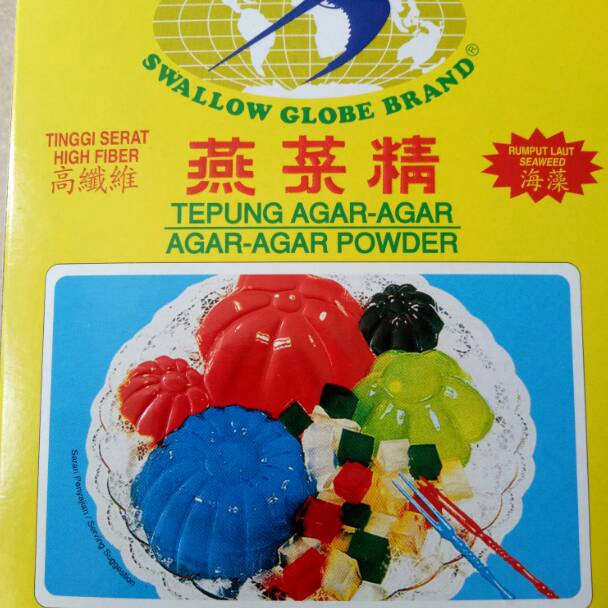 SWALLOW GLOBE BRAND®
TINGGI SERAT
HIGH FIBER
高纖維
燕菜精
RUMPUT LAUT
SEAWEED
海藻
TEPUNG AGAR-AGAR
AGAR-AGAR POWDER
Saran Penyajian / Serving Suggestion